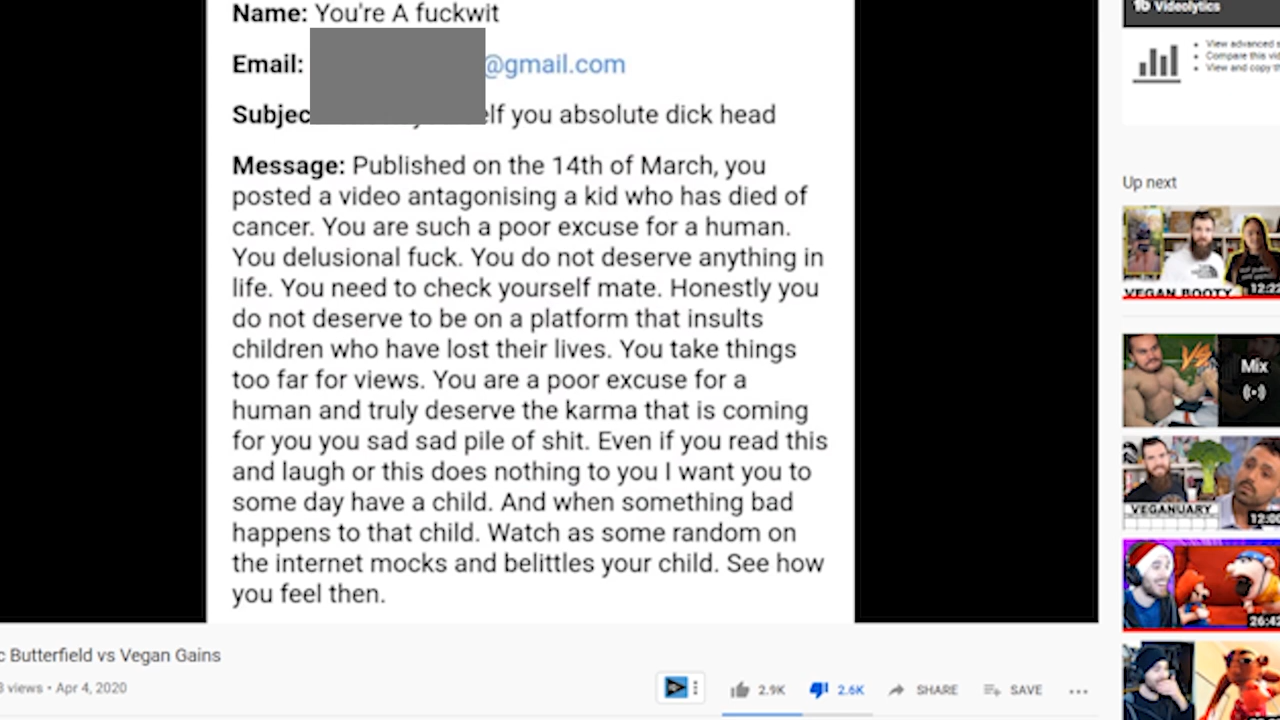 Name: You're A fuckwit
Email: @gmail.com
Subjec elf you absolute dick head
Message: Published on the 14th of March, you
posted a video antagonising a kid who has died of
cancer. You are such a poor excuse for a human.
You delusional fuck. You do not deserve anything in
life. You need to check yourself mate. Honestly you
do not deserve to be on a platform that insults
children who have lost their lives. You take things
too far for views. You are a poor excuse for a
human and truly deserve the karma that is coming
for you you sad sad pile of shit. Even if you read this
and laugh or this does nothing to you I want you to
some day have a child. And when something bad
happens to that child. Watch as some random on
the internet mocks and belittles your child. See how
you feel then.
c Butterfield vs Vegan Gains
8 views • Apr 4, 2020
2.9K
2.6K
SHARE
SAVE
Videolytics
View advanced s
Compare this vid
View and copy th
Up next
VEGAN BOOTY
12:22
VS
Mix
VEGANUARY
12:00
26:42